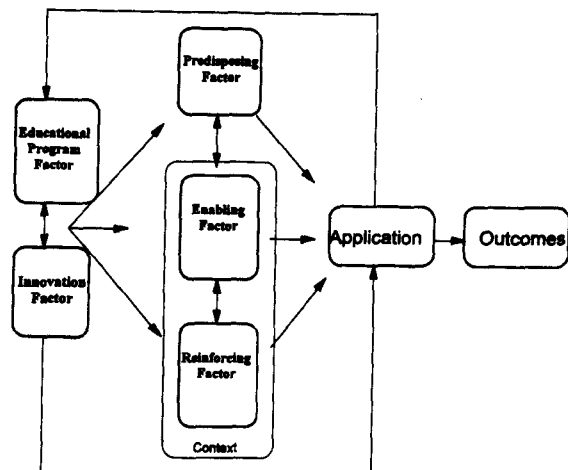 Predisposing
Factor
Educational
Program
Factor
Enabling
Factor
Application
Outcomes
Innovation
Factor
Reinforcing
Factor
Context